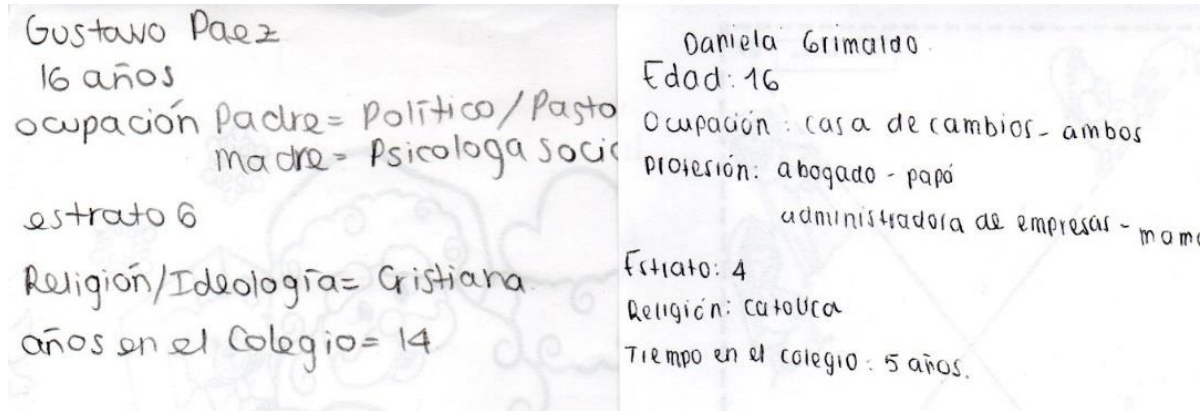 Gustavo Paez
16 años
ocupación Padre= Político/Pasto
madre= Psicologa socio
estrato 6
Religión/Ideología= Cristiana.
años en el Colegio= 14
Daniela Grimaldo.
Edad: 16
Ocupación: casa de cambios - ambos
Profesión: abogado - papá
administradora de empresas - mamá
Estrato: 4
Religión: catolica
Tiempo en el colegio: 5 años.